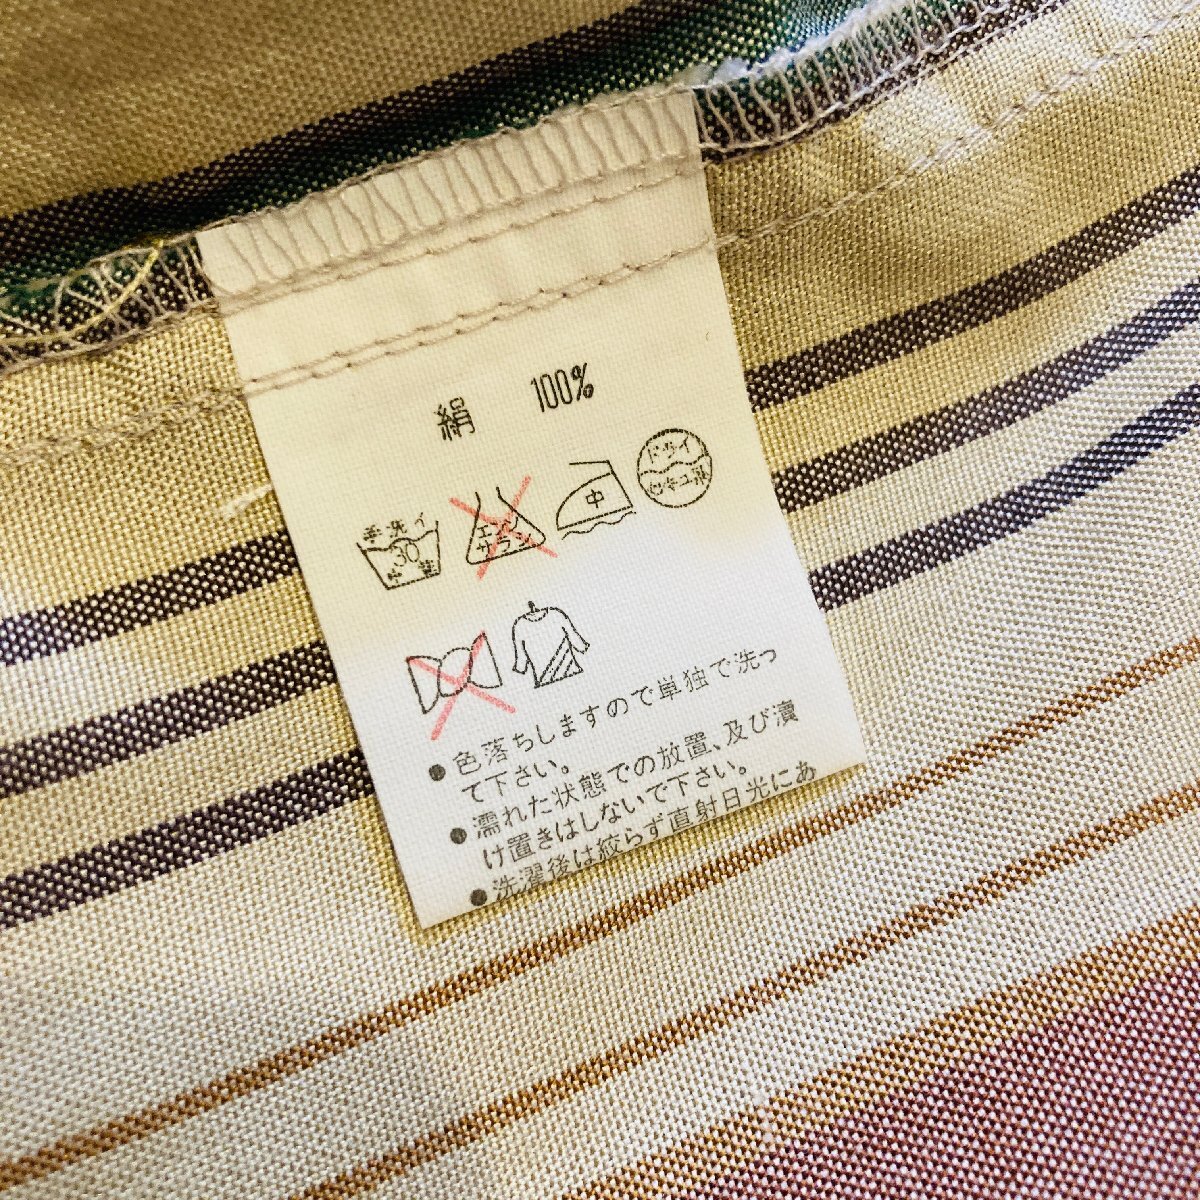 絹 100%
手洗イ
30
中性
エンソ
サラシ
中
ドライ
セキユ系
● 色落ちしますので単独で洗っ
て下さい。
● 濡れた状態での放置、及び漬
け置きはしないで下さい。
● 洗濯後は絞らず直射日光にあ